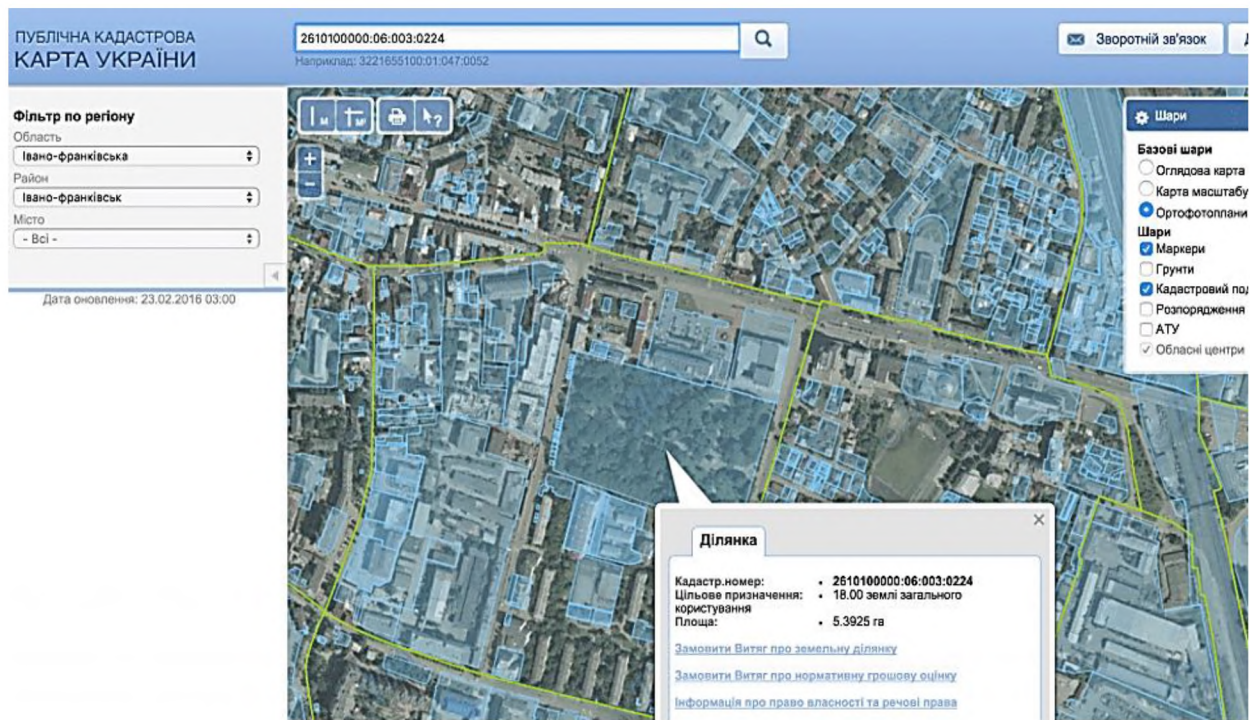 ПУБЛІЧНА КАДАСТРОВА
КАРТА УКРАЇНИ
2610100000:06:003:0224
Наприклад: 3221655100:01:047:0052
Зворотній зв'язок
Фільтр по регіону
Область
Івано-франківська
Район
Івано-франківськ
Місто
- Всі -
Дата оновлення: 23.02.2016 03:00
Шари
Базові шари
Оглядова карта
Карта масштабу
Ортофотоплани
Шари
Маркери
Грунти
Кадастровий
Розпорядження
АТУ
Обласні центри
Ділянка
Кадастр.номер: • 2610100000:06:003:0224
Цільове призначення: • 18.00 землі загального
користування
Площа: • 5.3925 га
Замовити Витяг про земельну ділянку
Замовити Витяг про нормативну грошову оцінку
Інформація про право власності та речові права